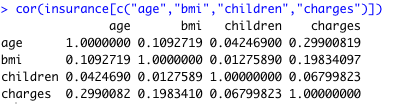 > cor(insurance[c("age","bmi","children","charges")])
age bmi children charges
age 1.0000000 0.1092719 0.04246900 0.29900819
bmi 0.1092719 1.0000000 0.01275890 0.19834097
children 0.0424690 0.0127589 1.00000000 0.06799823
charges 0.2990082 0.1983410 0.06799823 1.00000000